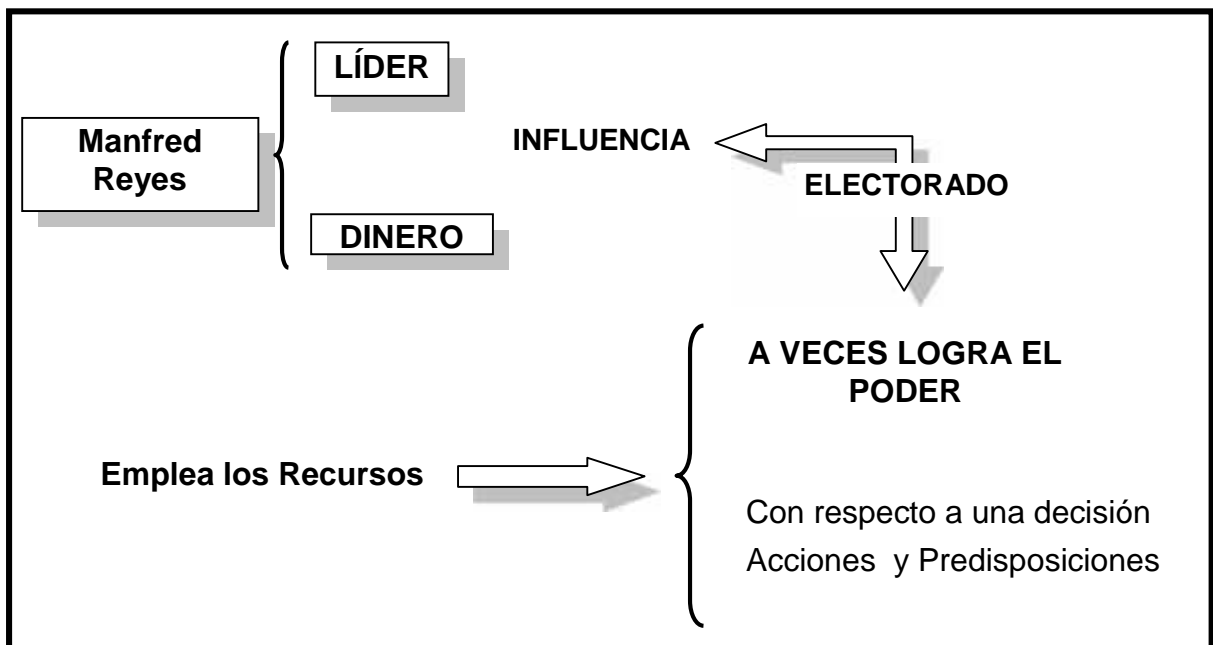 LÍDER
Manfred
Reyes
INFLUENCIA
ELECTORADO
DINERO
A VECES LOGRA EL
PODER
Emplea los Recursos
Con respecto a una decisión
Acciones y Predisposiciones